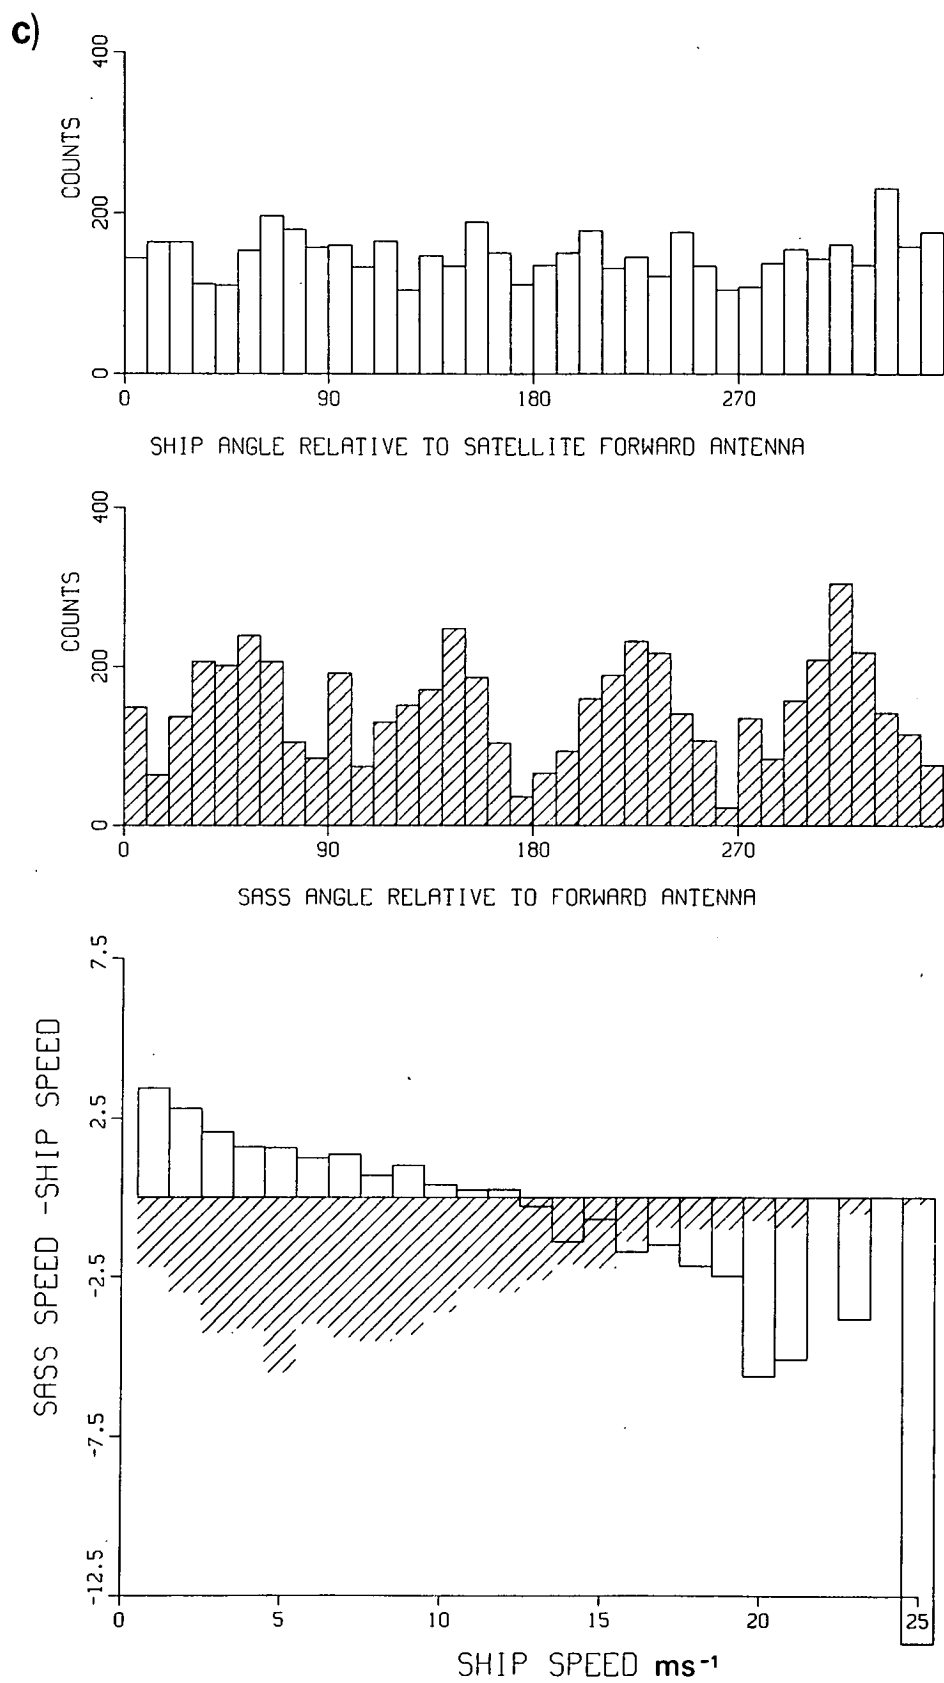 c)
400
200
0
COUNTS
0 90 180 270
SHIP ANGLE RELATIVE TO SATELLITE FORWARD ANTENNA
400
200
0
COUNTS
0 90 180 270
SASS ANGLE RELATIVE TO FORWARD ANTENNA
7.5
2.5
-2.5
-7.5
-12.5
SASS SPEED -SHIP SPEED
0 5 10 15 20 25
SHIP SPEED ms⁻¹